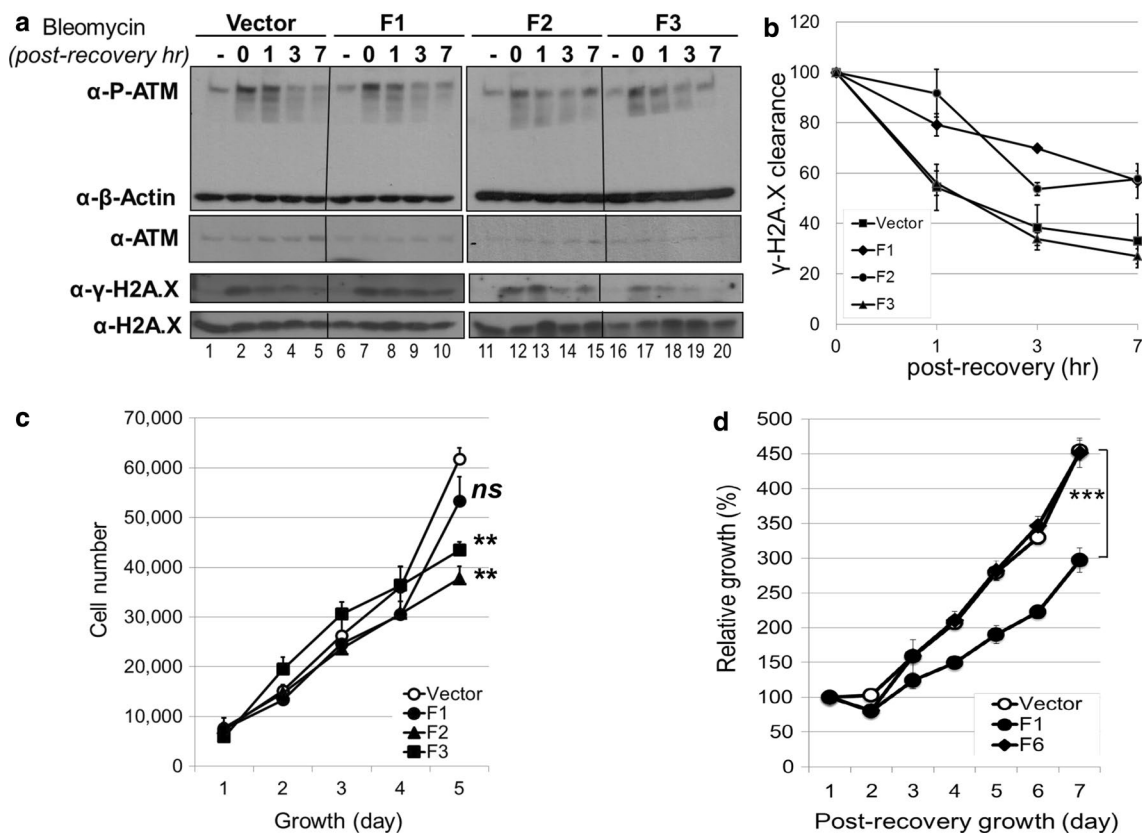 a Bleomycin Vector F1 F2 F3
(post-recovery hr) - 0 1 3 7 - 0 1 3 7 - 0 1 3 7 - 0 1 3 7
α-P-ATM
α-β-Actin
α-ATM
α-γ-H2A.X
α-H2A.X
1 2 3 4 5 6 7 8 9 10 11 12 13 14 15 16 17 18 19 20
b
γ-H2A.X clearance
100
80
60
40
20
0
Vector
F1
F2
F3
0 1 3 7
post-recovery (hr)
c
Cell number
70,000
60,000
50,000
40,000
30,000
20,000
10,000
0
ns
**
**
Vector
F1
F2
F3
1 2 3 4 5
Growth (day)
d
Relative growth (%)
500
450
400
350
300
250
200
150
100
50
0
***
Vector
F1
F6
1 2 3 4 5 6 7
Post-recovery growth (day)